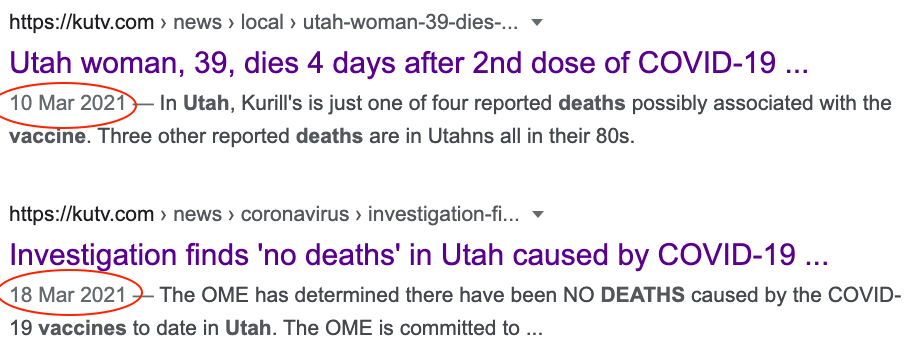 https://kutv.com › news › local › utah-woman-39-dies-...
Utah woman, 39, dies 4 days after 2nd dose of COVID-19 ...
10 Mar 2021 — In Utah, Kurill's is just one of four reported deaths possibly associated with the
vaccine. Three other reported deaths are in Utahns all in their 80s.
https://kutv.com › news › coronavirus › investigation-fi...
Investigation finds 'no deaths' in Utah caused by COVID-19 ...
18 Mar 2021 — The OME has determined there have been NO DEATHS caused by the COVID-
19 vaccines to date in Utah. The OME is committed to ...